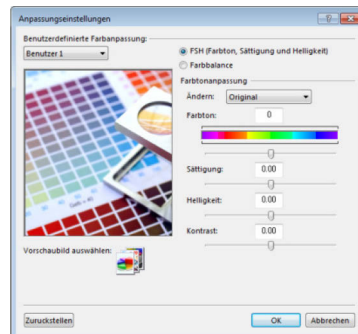 Anpassungseinstellungen
Benutzerdefinierte Farbanpassung:
Benutzer 1
FSH (Farbton, Sättigung und Helligkeit)
Farbbalance
Farbtonanpassung
Ändern: Original
Farbton: 0
Sättigung: 0.00
Helligkeit: 0.00
Kontrast: 0.00
Vorschaubild auswählen:
Zuruckstellen
OK
Abbrechen